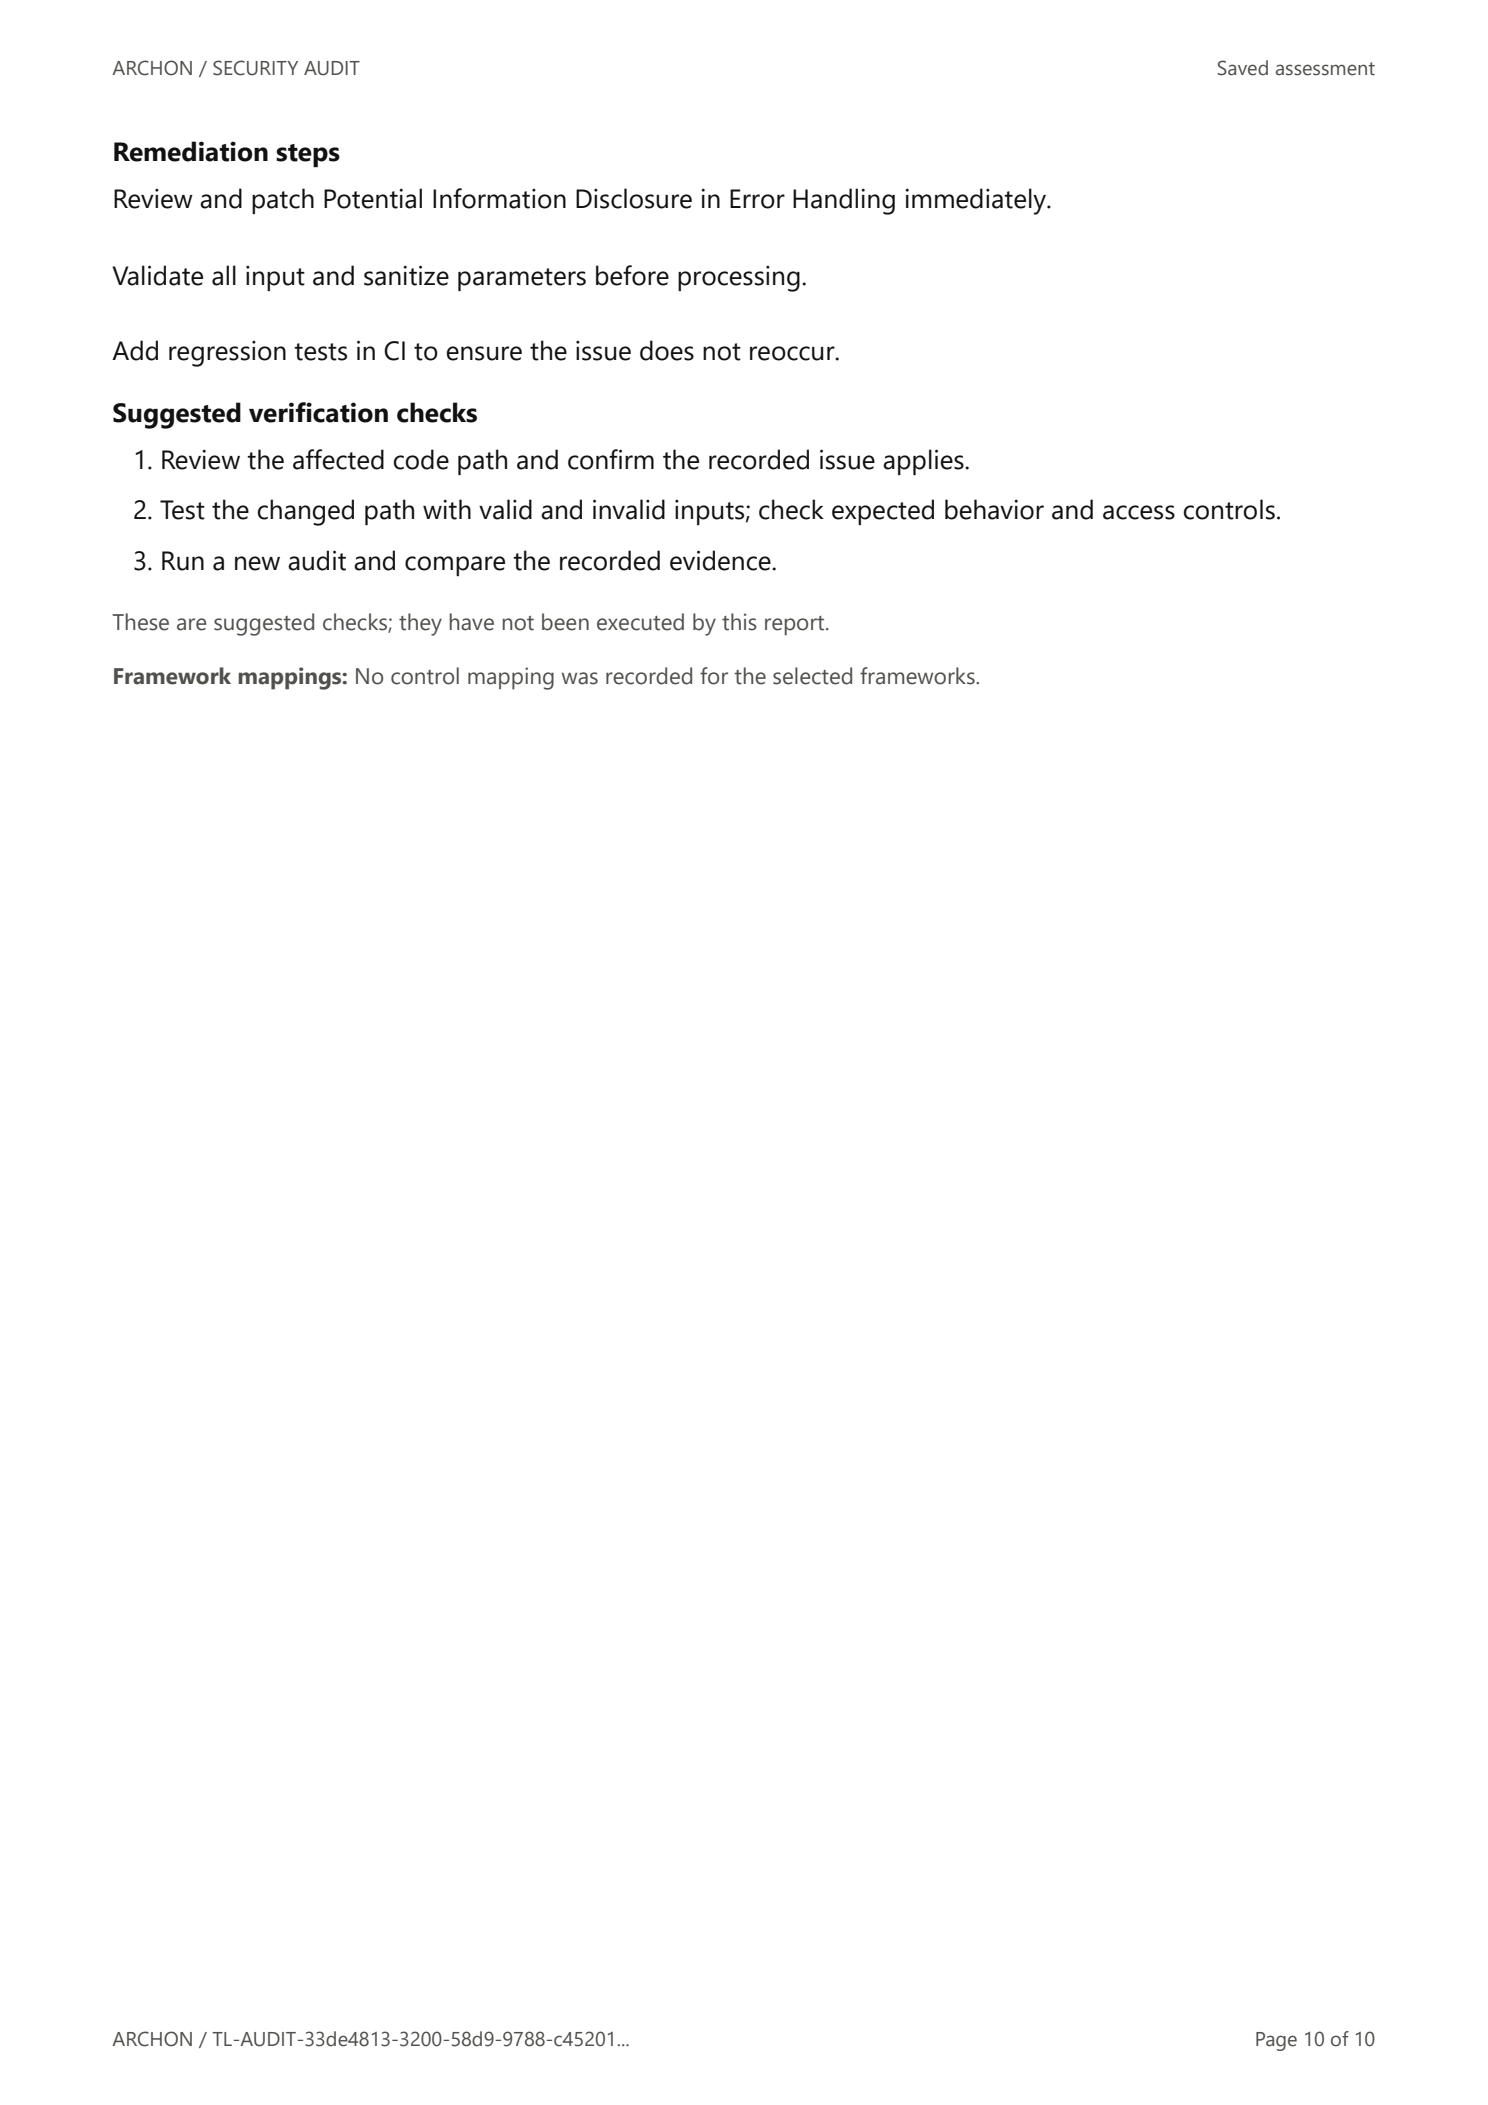 ARCHON / SECURITY AUDIT
Saved assessment
Remediation steps
Review and patch Potential Information Disclosure in Error Handling immediately.
Validate all input and sanitize parameters before processing.
Add regression tests in CI to ensure the issue does not reoccur.
Suggested verification checks
1. Review the affected code path and confirm the recorded issue applies.
2. Test the changed path with valid and invalid inputs; check expected behavior and access controls.
3. Run a new audit and compare the recorded evidence.
These are suggested checks; they have not been executed by this report.
Framework mappings: No control mapping was recorded for the selected frameworks.
ARCHON / TL-AUDIT-33de4813-3200-58d9-9788-c45201...
Page 10 of 10